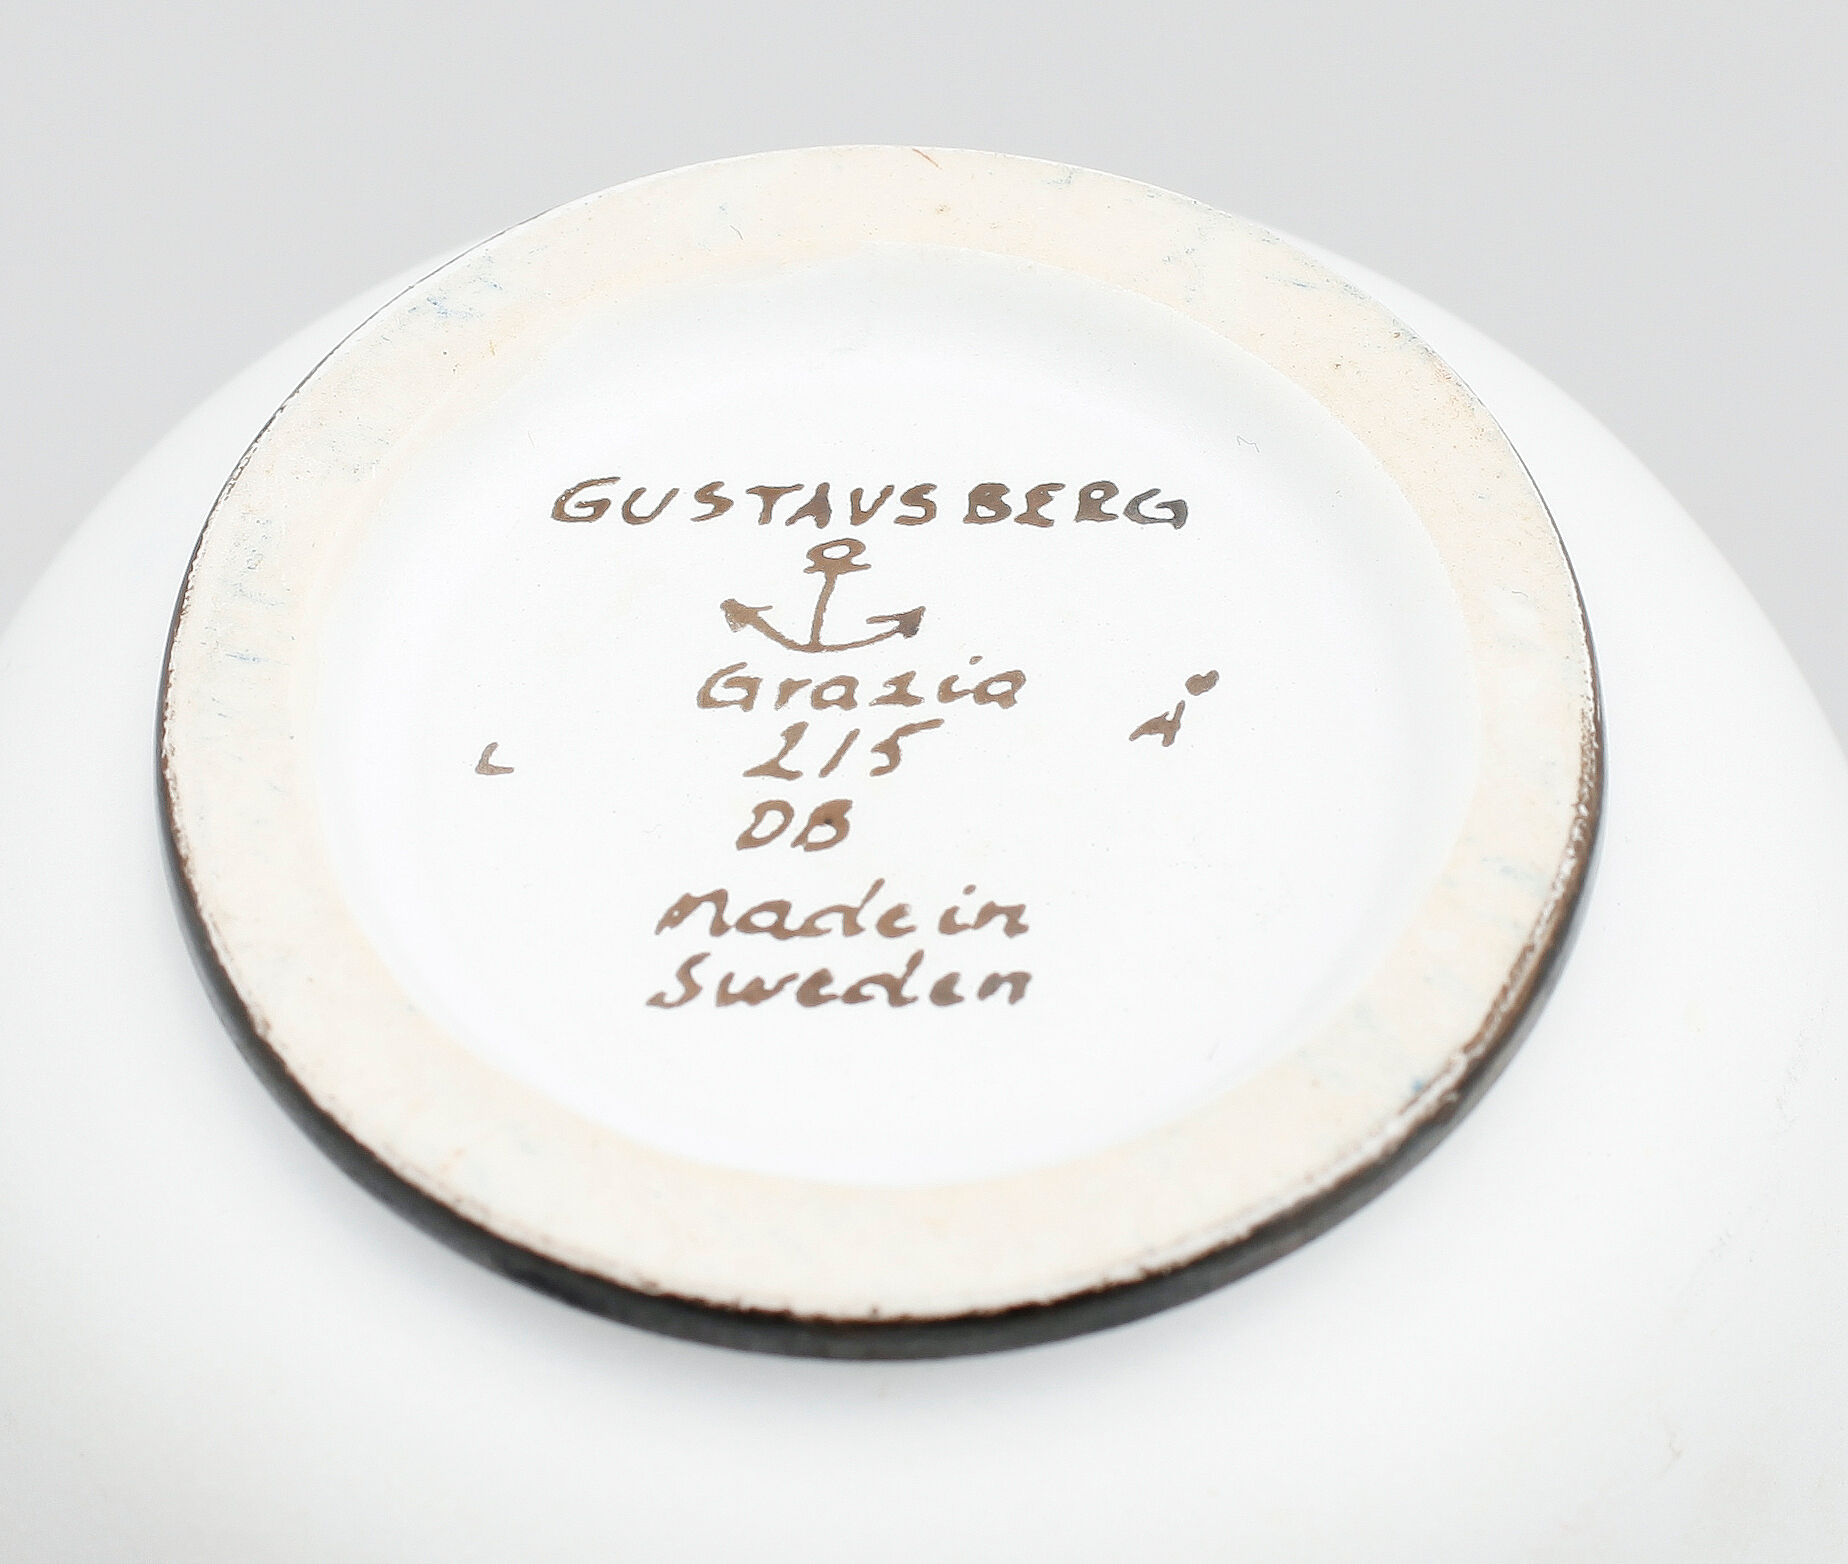 GUSTAVSBERG
Grazia
215
L
Å
DB
Made in
Sweden